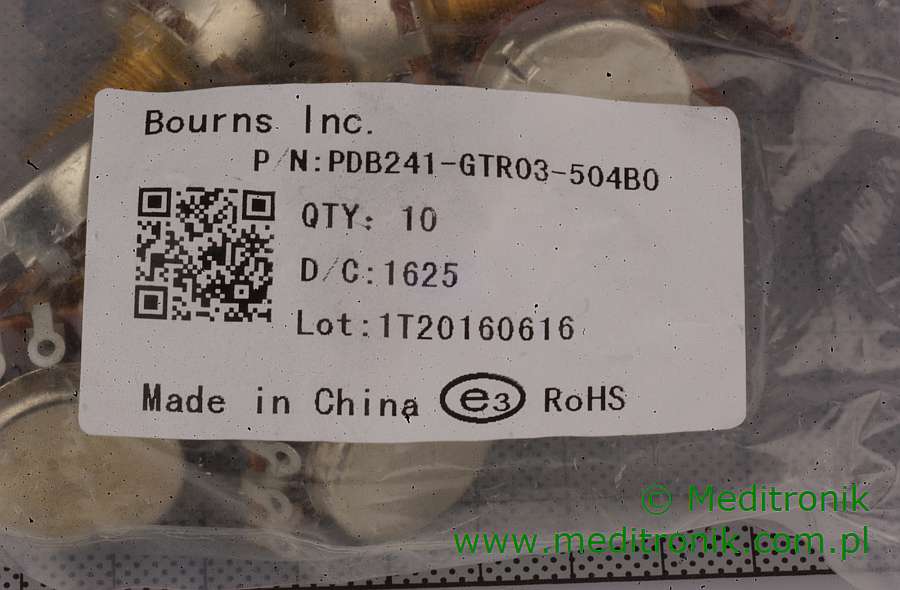 Bourns Inc.
P/N:PDB241-GTR03-504B0
QTY: 10
D/C:1625
Lot:1T20160616
Made in China e3 RoHS
© Meditronik
www.meditronik.com.pl